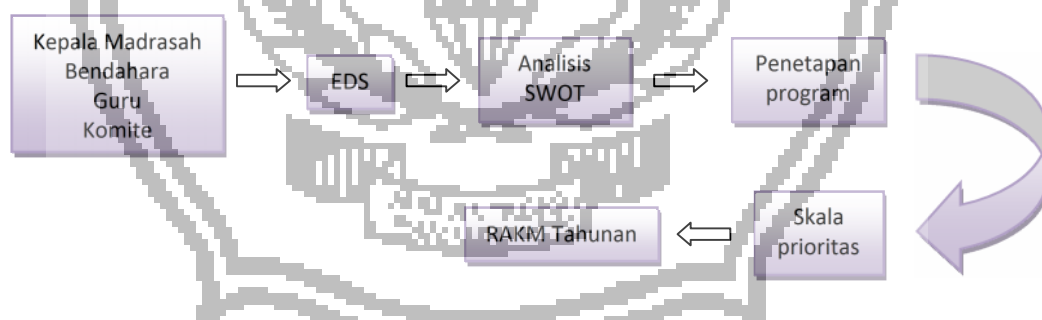 Kepala Madrasah
Bendahara
Guru
Komite
EDS
Analisis
SWOT
Penetapan
program
Skala
prioritas
RAKM Tahunan